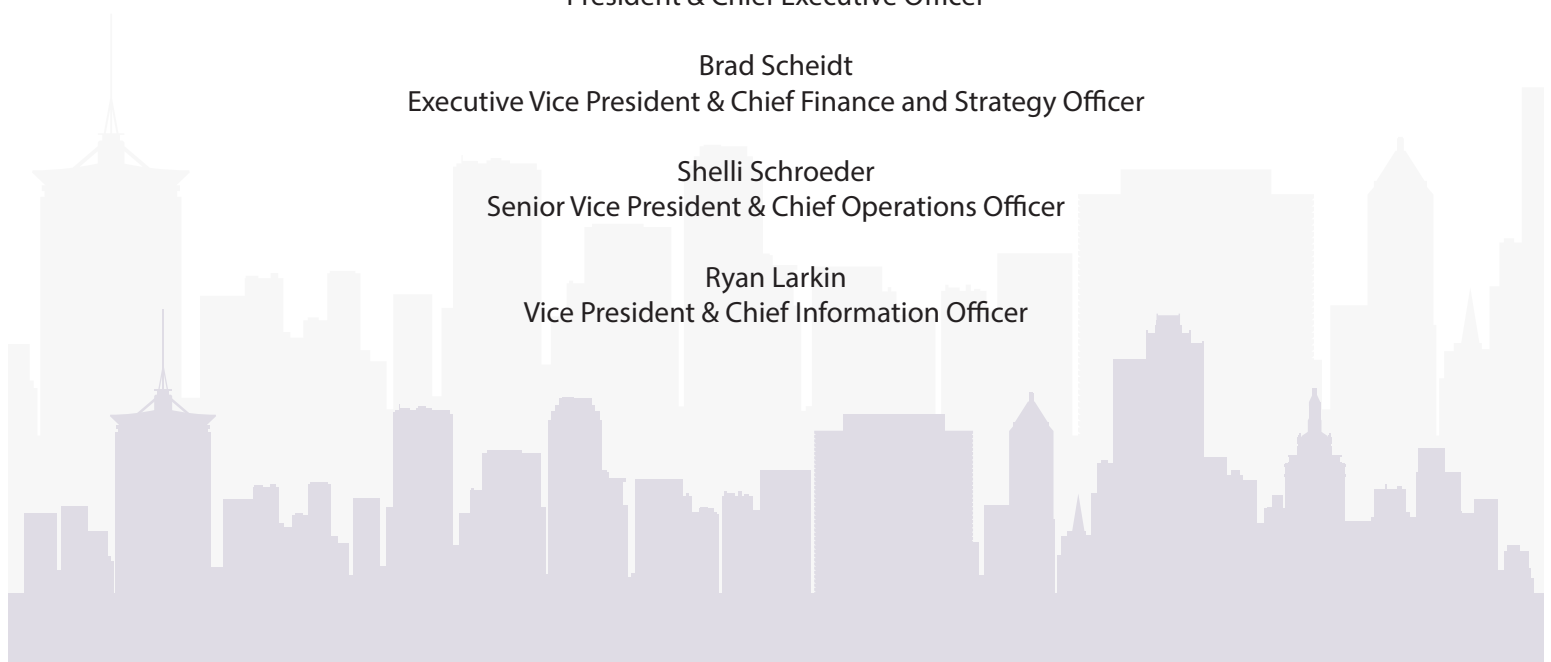 President & Chief Executive Officer
Brad Scheidt
Executive Vice President & Chief Finance and Strategy Officer
Shelli Schroeder
Senior Vice President & Chief Operations Officer
Ryan Larkin
Vice President & Chief Information Officer